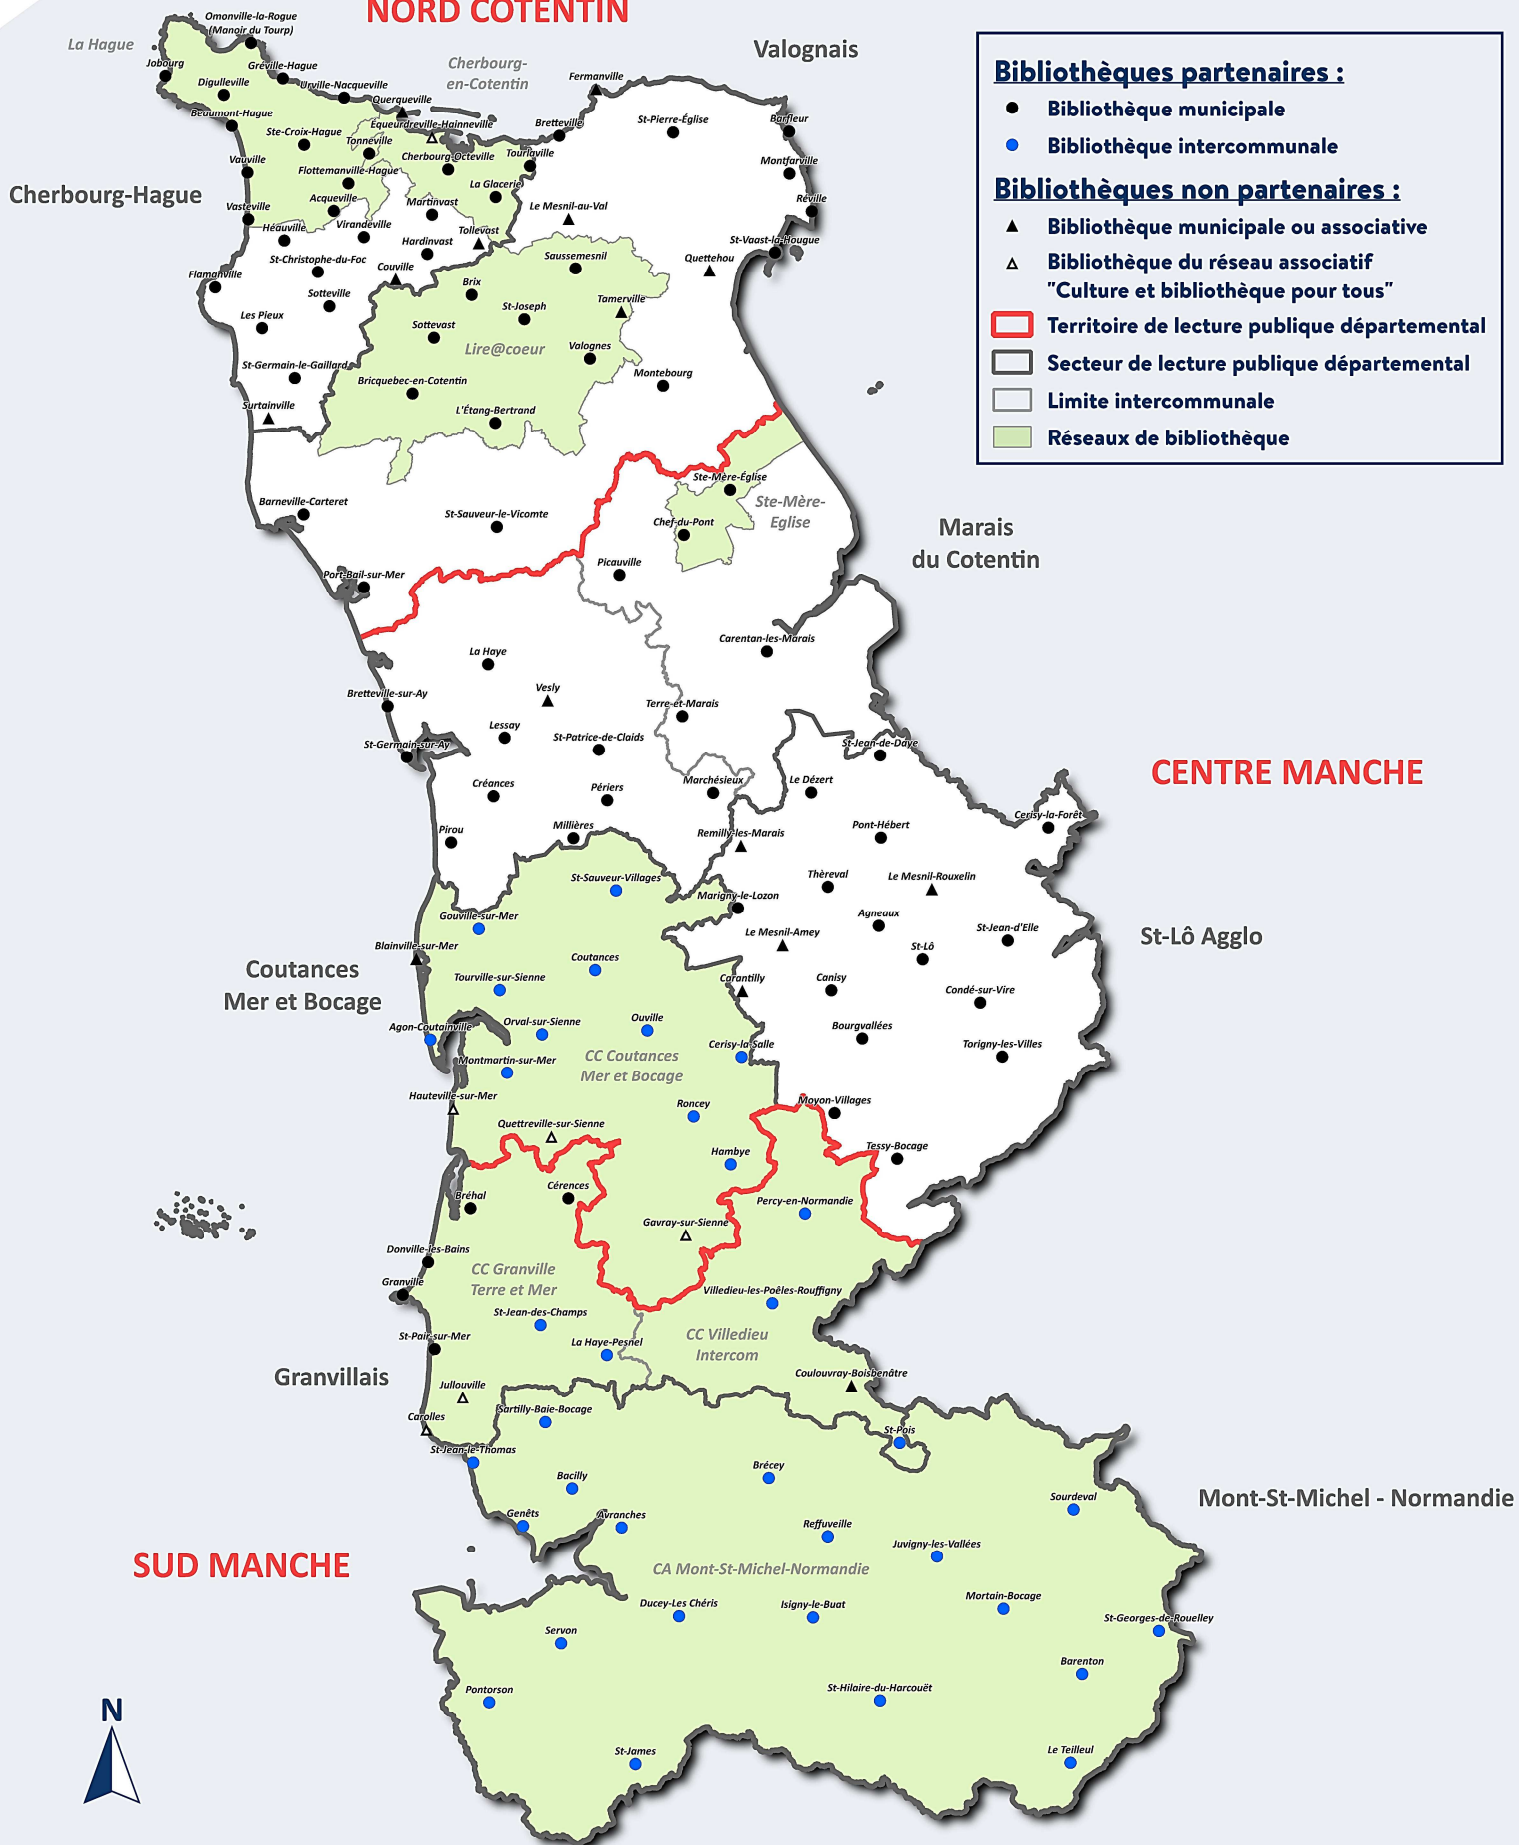 NORD COTENTIN
Omonville-la-Rogue
(Manoir du Tourp)
La Hague
Valognais
Jobourg
Gréville-Hague
Cherbourg-
en-Cotentin
Fermanville
Digulleville
Urville-Nacqueville
Querqueville
Beaumont-Hague
Equeurdreville-Hainneville
Bretteville
St-Pierre-Église
Barfleur
Ste-Croix-Hague
Tonneville
Cherbourg-Octeville
Tourlaville
Vauville
Flottemanville-Hague
Montfarville
La Glacerie
Cherbourg-Hague
Vasteville
Acqueville
Martinvast
Le Mesnil-au-Val
Réville
Héauville
Virandeville
Hardinvast
Tollevast
St-Vaast-la-Hougue
St-Christophe-du-Foc
Couville
Saussemesnil
Quettehou
Flamanville
Sotteville
Brix
St-Joseph
Tamerville
Les Pieux
Sottevast
Lire@coeur
Valognes
St-Germain-le-Gaillard
Bricquebec-en-Cotentin
Montebourg
Surtainville
L'Étang-Bertrand
Bibliothèques partenaires :
Bibliothèque municipale
Bibliothèque intercommunale
Bibliothèques non partenaires :
Bibliothèque municipale ou associative
Bibliothèque du réseau associatif
"Culture et bibliothèque pour tous"
Territoire de lecture publique départemental
Secteur de lecture publique départemental
Limite intercommunale
Réseaux de bibliothèque
Ste-Mère-Église
Barneville-Carteret
St-Sauveur-le-Vicomte
Chef-du-Pont
Ste-Mère-
Eglise
Marais
du Cotentin
Picauville
Port-Bail-sur-Mer
Carentan-les-Marais
La Haye
Vesly
Bretteville-sur-Ay
Terre-et-Marais
Lessay
St-Patrice-de-Claids
St-Germain-sur-Ay
St-Jean-de-Daye
CENTRE MANCHE
Créances
Périers
Marchésieux
Le Dézert
Pirou
Millières
Remilly-les-Marais
Pont-Hébert
Cerisy-la-Forêt
St-Sauveur-Villages
Thèreval
Le Mesnil-Rouxelin
Marigny-le-Lozon
Gouville-sur-Mer
Agneaux
St-Jean-d'Elle
Le Mesnil-Amey
St-Lô
St-Lô Agglo
Blainville-sur-Mer
Coutances
Coutances
Mer et Bocage
Tourville-sur-Sienne
Carantilly
Canisy
Condé-sur-Vire
Agon-Coutainville
Orval-sur-Sienne
Ouville
Bourgvallées
Cerisy-la-Salle
Torigny-les-Villes
CC Coutances
Mer et Bocage
Montmartin-sur-Mer
Hauteville-sur-Mer
Roncey
Moyon-Villages
Quettreville-sur-Sienne
Hambye
Tessy-Bocage
Bréhal
Cérences
Percy-en-Normandie
Gavray-sur-Sienne
Donville-les-Bains
CC Granville
Terre et Mer
Granville
Villedieu-les-Poêles-Rouffigny
St-Jean-des-Champs
St-Pair-sur-Mer
La Haye-Pesnel
CC Villedieu
Intercom
Granvillais
Jullouville
Coulouvray-Boisbenâtre
Carolles
Sartilly-Baie-Bocage
St-Pois
St-Jean-le-Thomas
Bacilly
Brécey
Mont-St-Michel - Normandie
Sourdeval
Genêts
Avranches
Reffuveille
Juvigny-les-Vallées
SUD MANCHE
CA Mont-St-Michel-Normandie
Ducey-Les Chéris
Isigny-le-Buat
Mortain-Bocage
St-Georges-de-Rouelley
Servon
Barenton
Pontorson
St-Hilaire-du-Harcouët
N
St-James
Le Teilleul